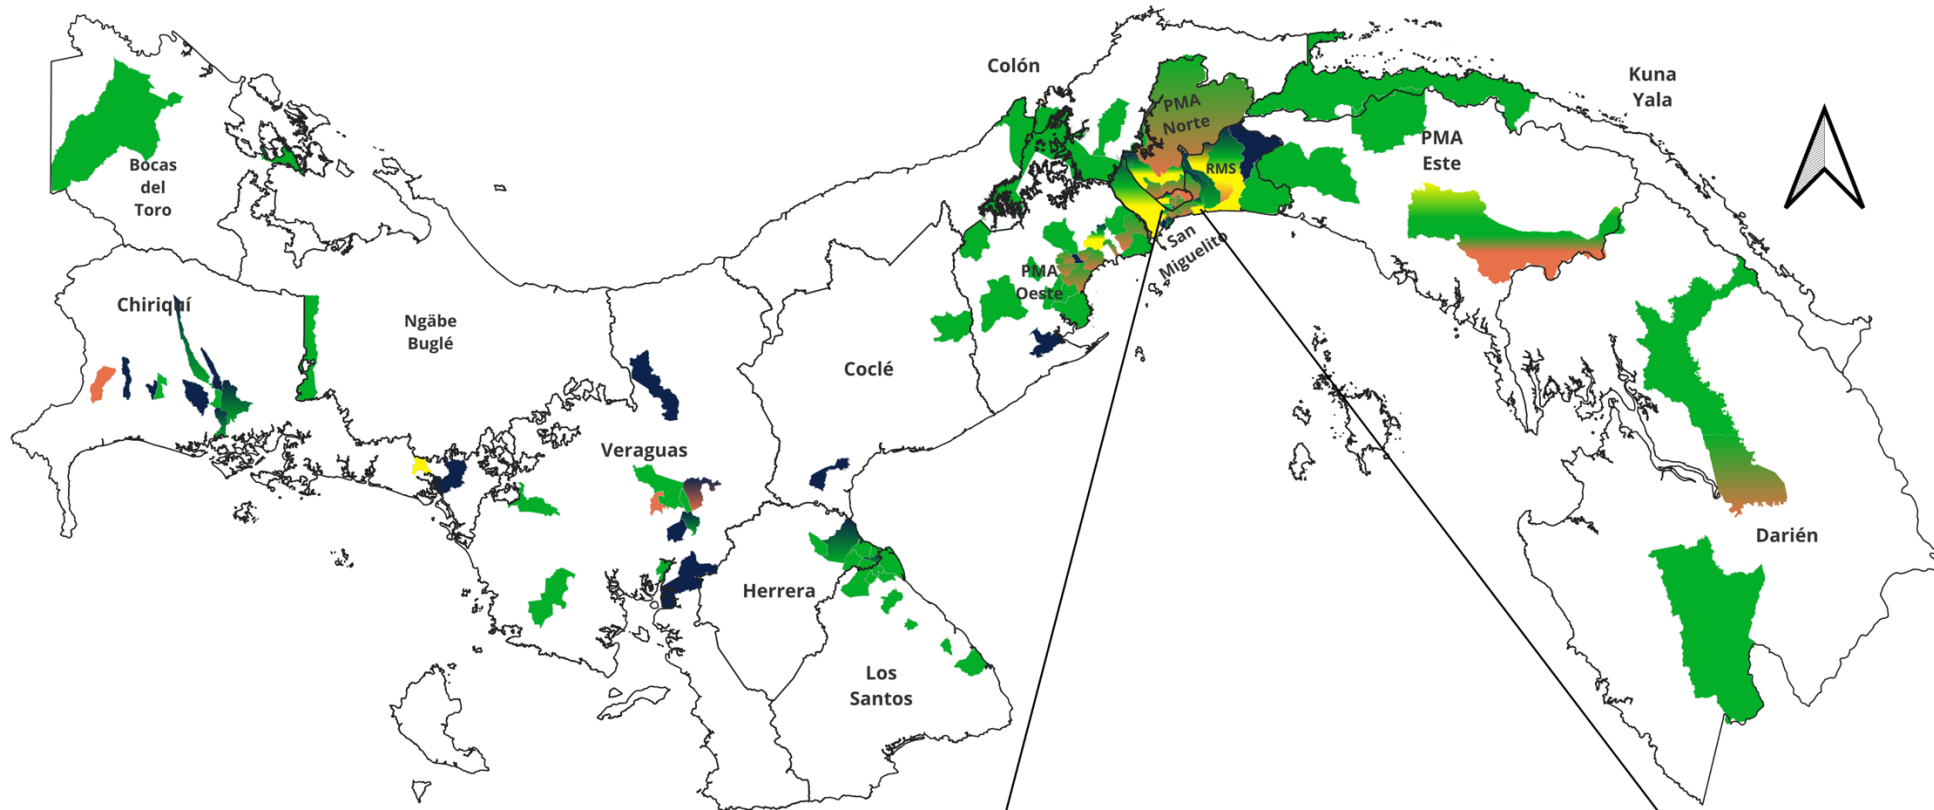 Colón
Kuna
Yala
PMA
Norte
PMA
Este
RMS
Bocas
del
Toro
San
Miguelito
PMA
Oeste
Chiriquí
Ngäbe
Buglé
Coclé
Veraguas
Darién
Herrera
Los
Santos